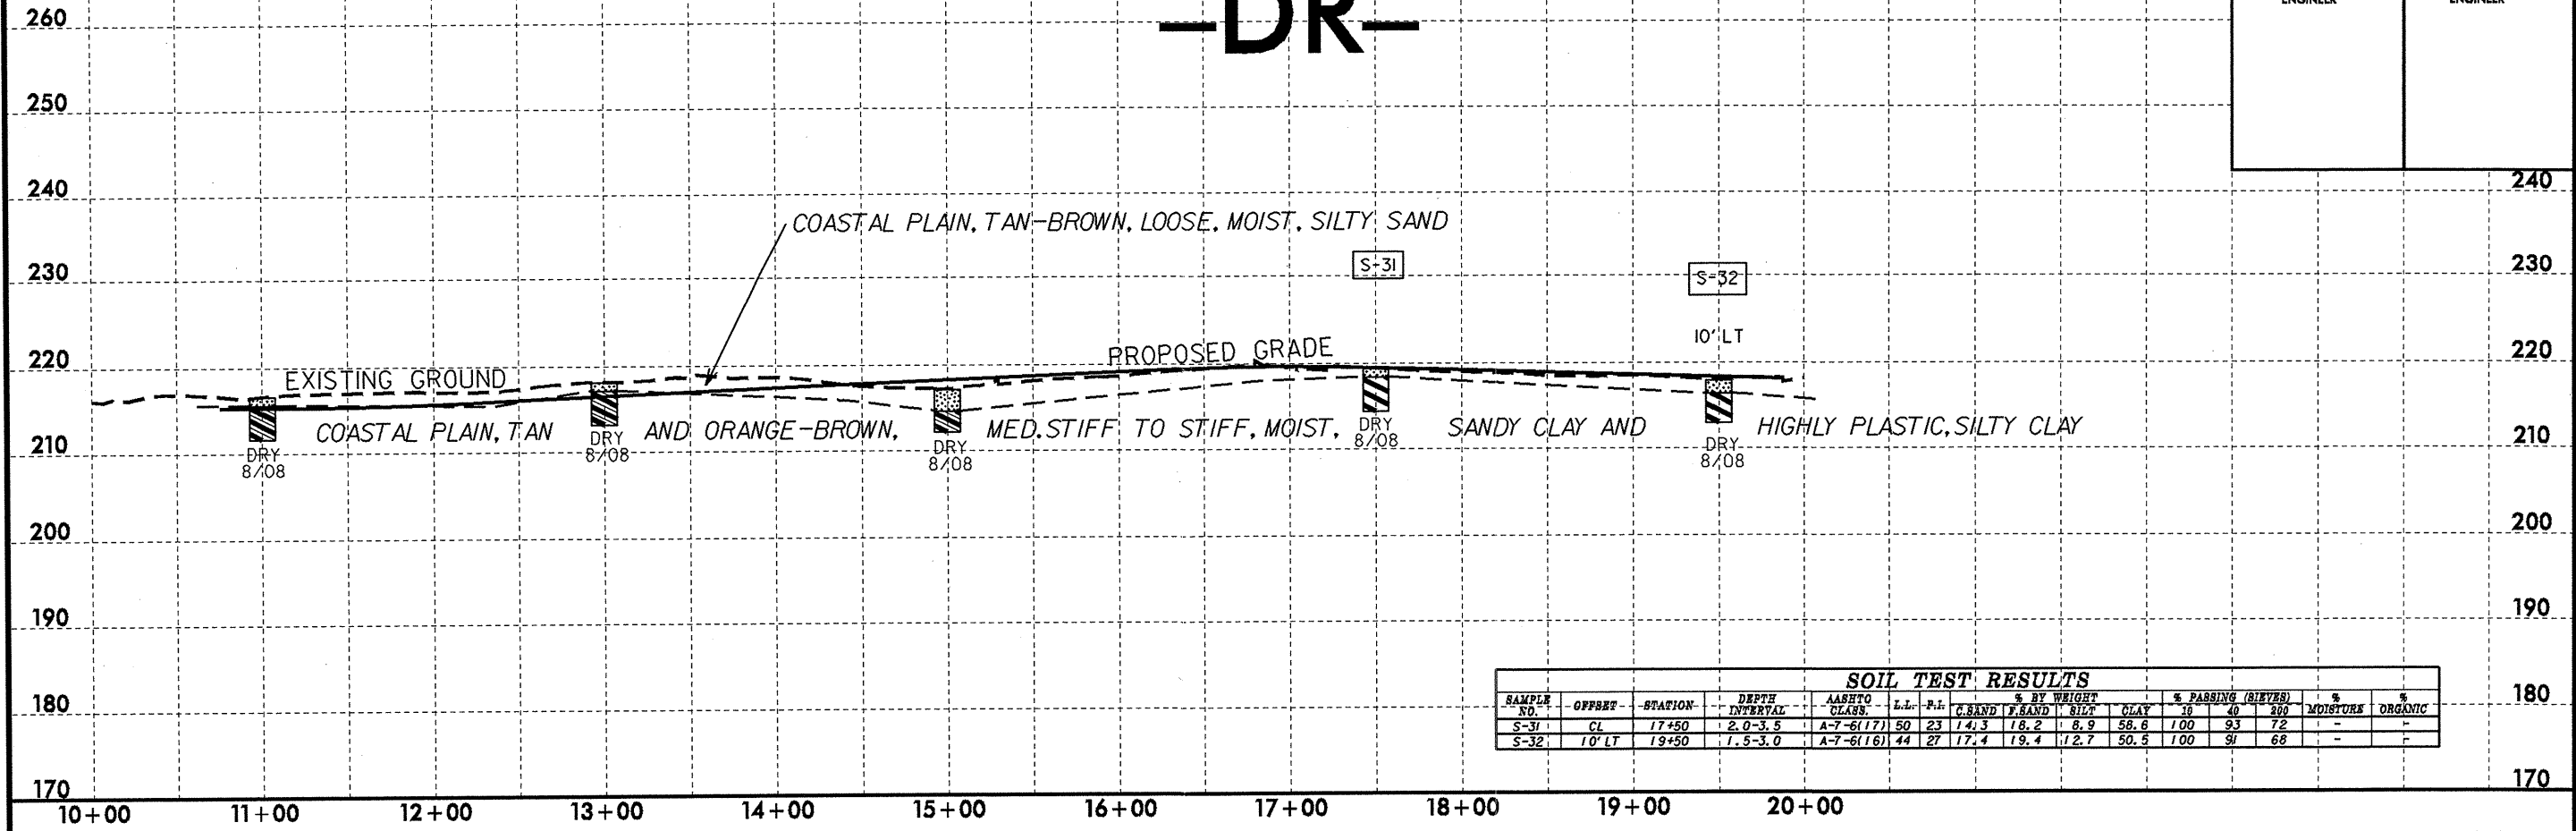 -DR-
ENGINEER ENGINEER
260
250
240 240
COASTAL PLAIN, TAN-BROWN, LOOSE, MOIST, SILTY SAND
230 S-31 230
S-32
10' LT
220 PROPOSED GRADE 220
EXISTING GROUND
210 COASTAL PLAIN, TAN AND ORANGE-BROWN, MED. STIFF TO STIFF, MOIST, SANDY CLAY AND HIGHLY PLASTIC, SILTY CLAY 210
DRY 8/08
DRY 8/08
DRY 8/08
DRY 8/08
DRY 8/08
200 200
190 190
180 180
SOIL TEST RESULTS
SAMPLE NO. OFFSET STATION DEPTH INTERVAL AASHTO CLASS. L.L. P.I. % BY WEIGHT C.SAND F.SAND SILT CLAY % PASSING (SIEVES) 10 40 200 % MOISTURE % ORGANIC
S-31 CL 17+50 2.0-3.5 A-7-6(17) 50 23 14.3 18.2 8.9 58.6 100 93 72 - -
S-32 10' LT 19+50 1.5-3.0 A-7-6(16) 44 27 17.4 19.4 12.7 50.5 100 91 68 - -
170 170
10+00 11+00 12+00 13+00 14+00 15+00 16+00 17+00 18+00 19+00 20+00